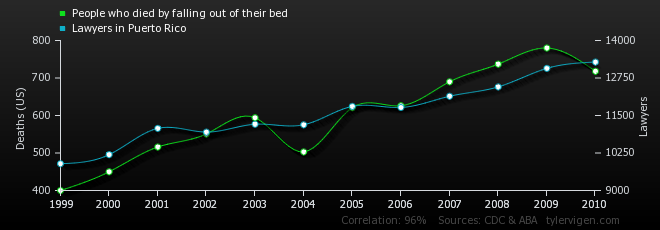 People who died by falling out of their bed
Lawyers in Puerto Rico
800 14000
700 12750
600 11500
500 10250
400 9000
Deaths (US)
Lawyers
1999 2000 2001 2002 2003 2004 2005 2006 2007 2008 2009 2010
Correlation: 96% Sources: CDC & ABA tylervigen.com